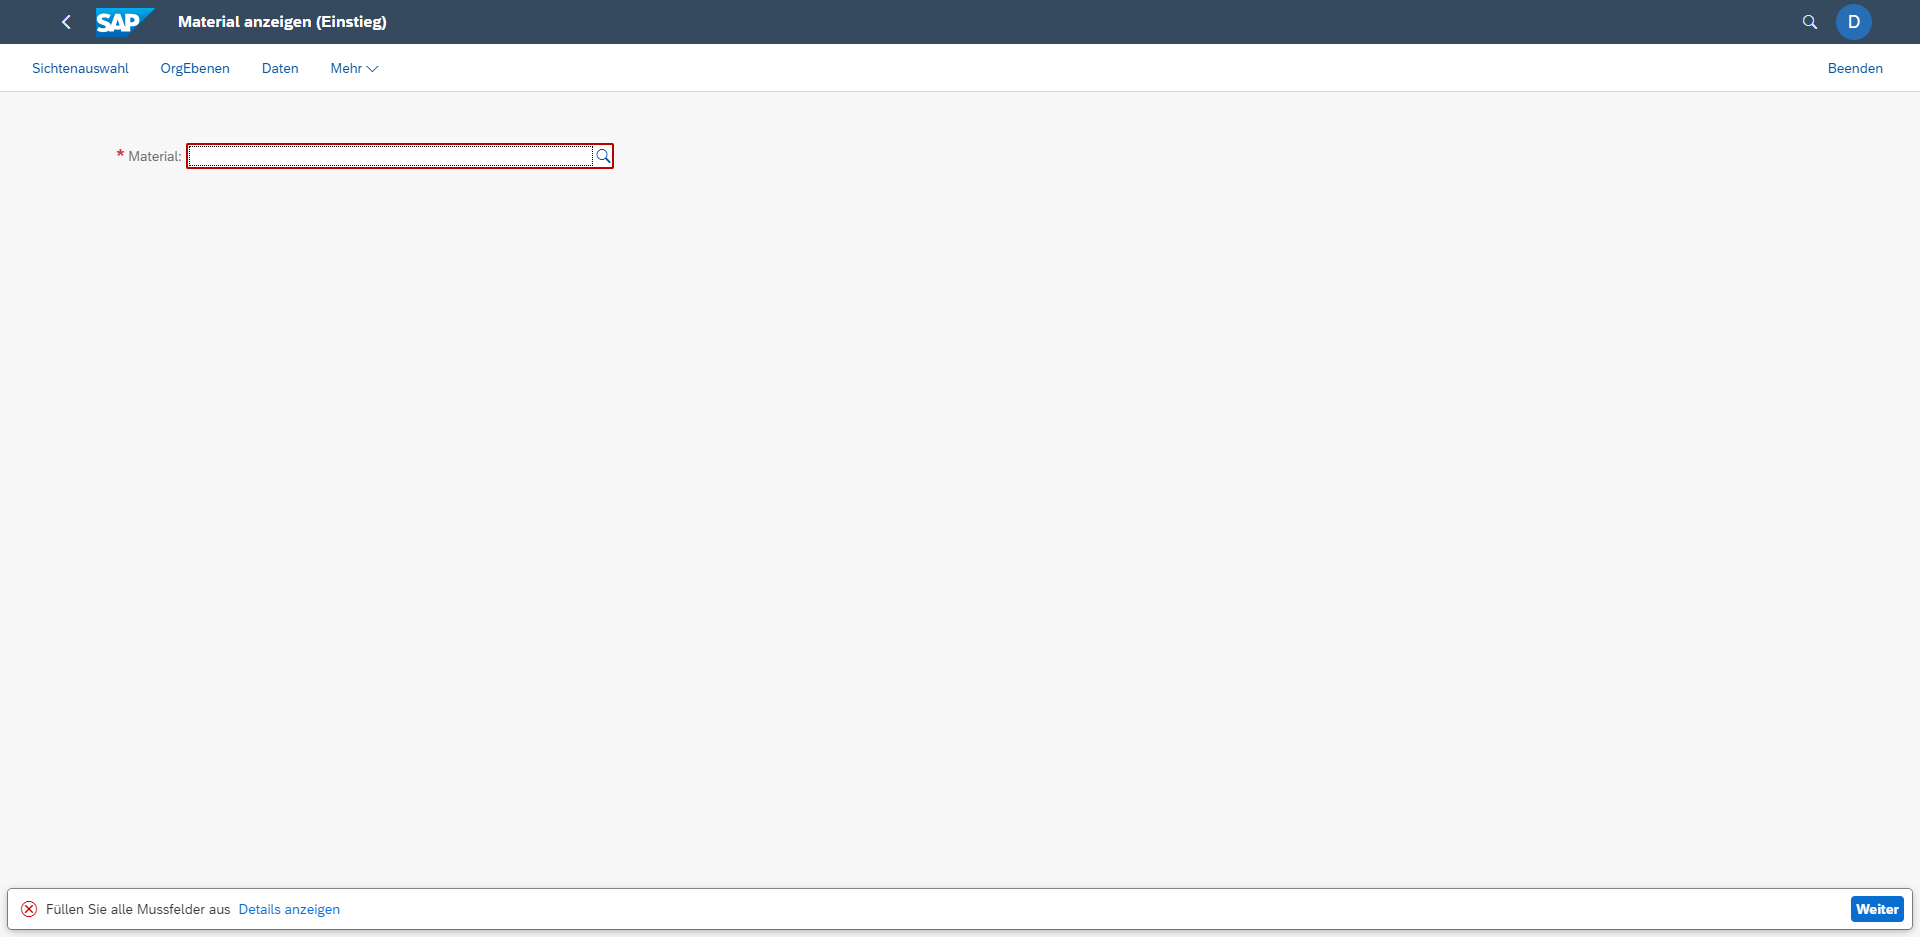 SAP Material anzeigen (Einstieg) D
Sichtenauswahl OrgEbenen Daten Mehr Beenden
* Material:
Füllen Sie alle Mussfelder aus Details anzeigen Weiter